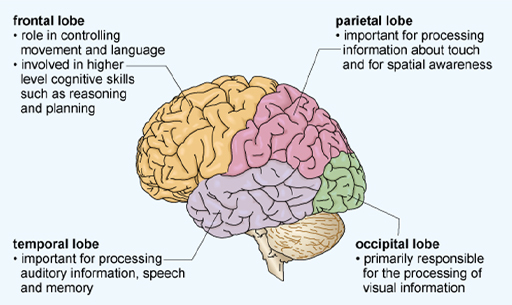 frontal lobe
• role in controlling
movement and language
• involved in higher
level cognitive skills
such as reasoning
and planning
parietal lobe
• important for processing
information about touch
and for spatial awareness
temporal lobe
• important for processing
auditory information, speech
and memory
occipital lobe
• primarily responsible
for the processing of
visual information